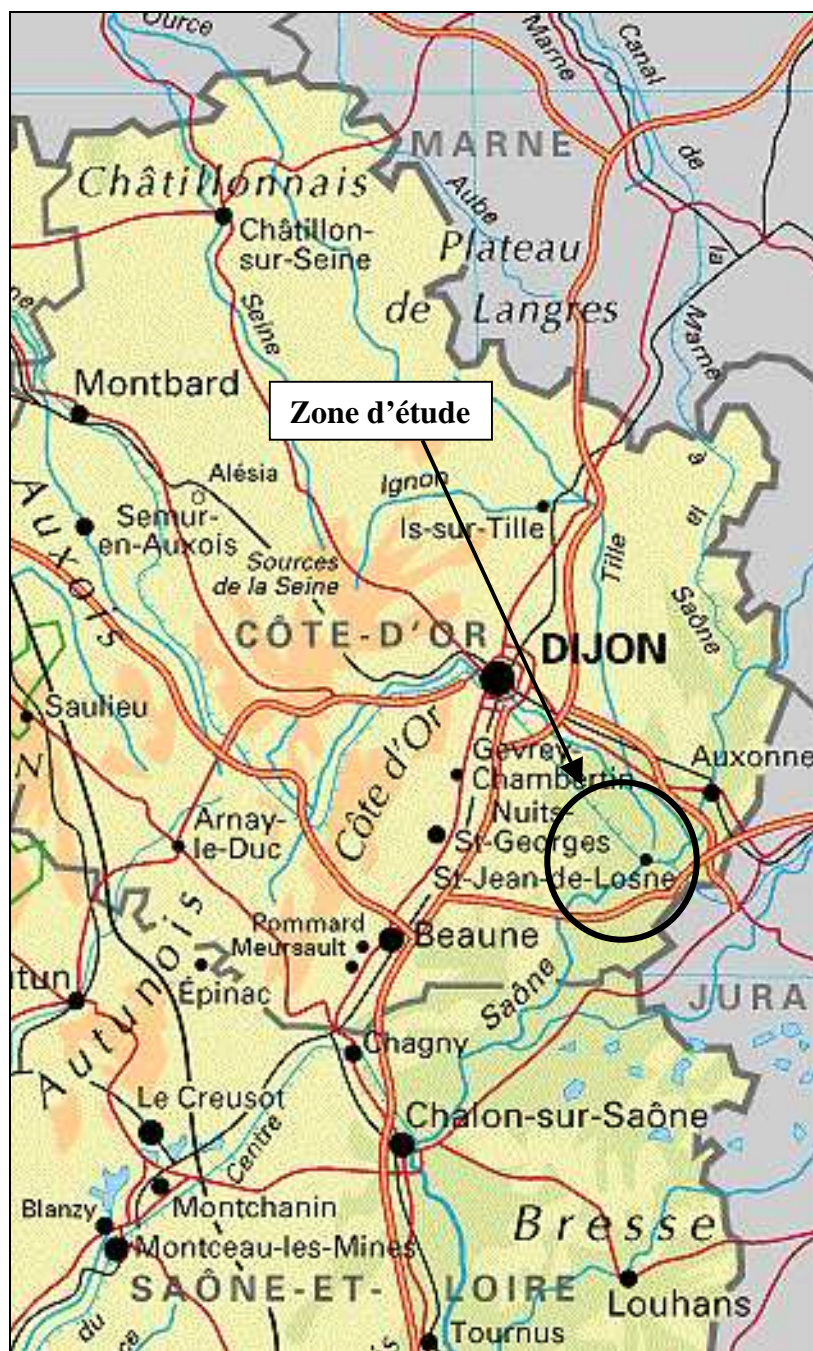 Ource
Marne
Canal
de
la
Marne
à
la
Saône
MARNE
Châtillonnais
Aube
Châtillon-
sur-Seine
Plateau
de Langres
Seine
Montbard
Zone d'étude
Alésia
Ignon
Auxois
Semur-
en-Auxois
Is-sur-Tille
Tille
Sources
de la Seine
CÔTE-D'OR
DIJON
Saulieu
N
Côte d'Or
Gevrey-
Chambertin
Auxonne
Arnay-
le-Duc
Nuits-
St-Georges
St-Jean-de-Losne
Pommard
Meursault
Beaune
Autunois
Épinac
Saône
JURA
Chagny
Le Creusot
Centre
Chalon-sur-Saône
Montchanin
Blanzy
Bresse
Montceau-les-Mines
SAÔNE-ET-LOIRE
Louhans
du
Tournus